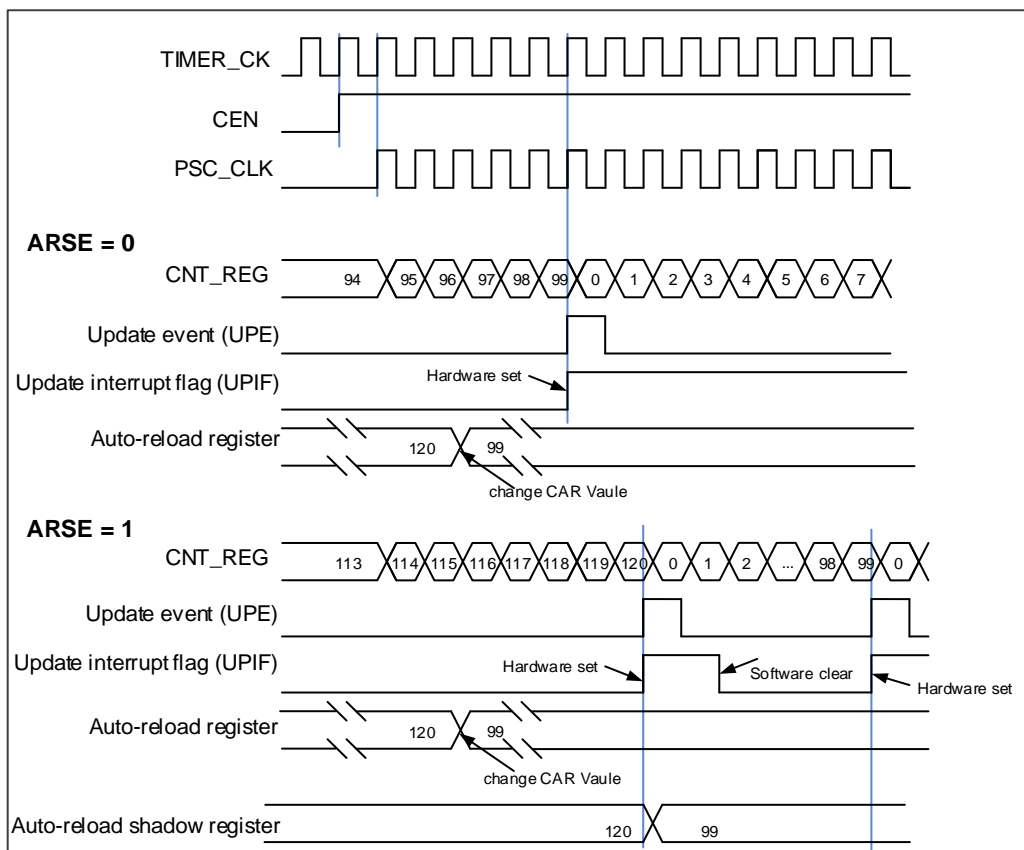 TIMER_CK
CEN
PSC_CLK
ARSE = 0
CNT_REG 94 95 96 97 98 99 0 1 2 3 4 5 6 7
Update event (UPE)
Update interrupt flag (UPIF) Hardware set
Auto-reload register 120 99
change CAR Vaule
ARSE = 1
CNT_REG 113 114 115 116 117 118 119 120 0 1 2 ... 98 99 0
Update event (UPE)
Update interrupt flag (UPIF) Hardware set Software clear Hardware set
Auto-reload register 120 99
change CAR Vaule
Auto-reload shadow register 120 99